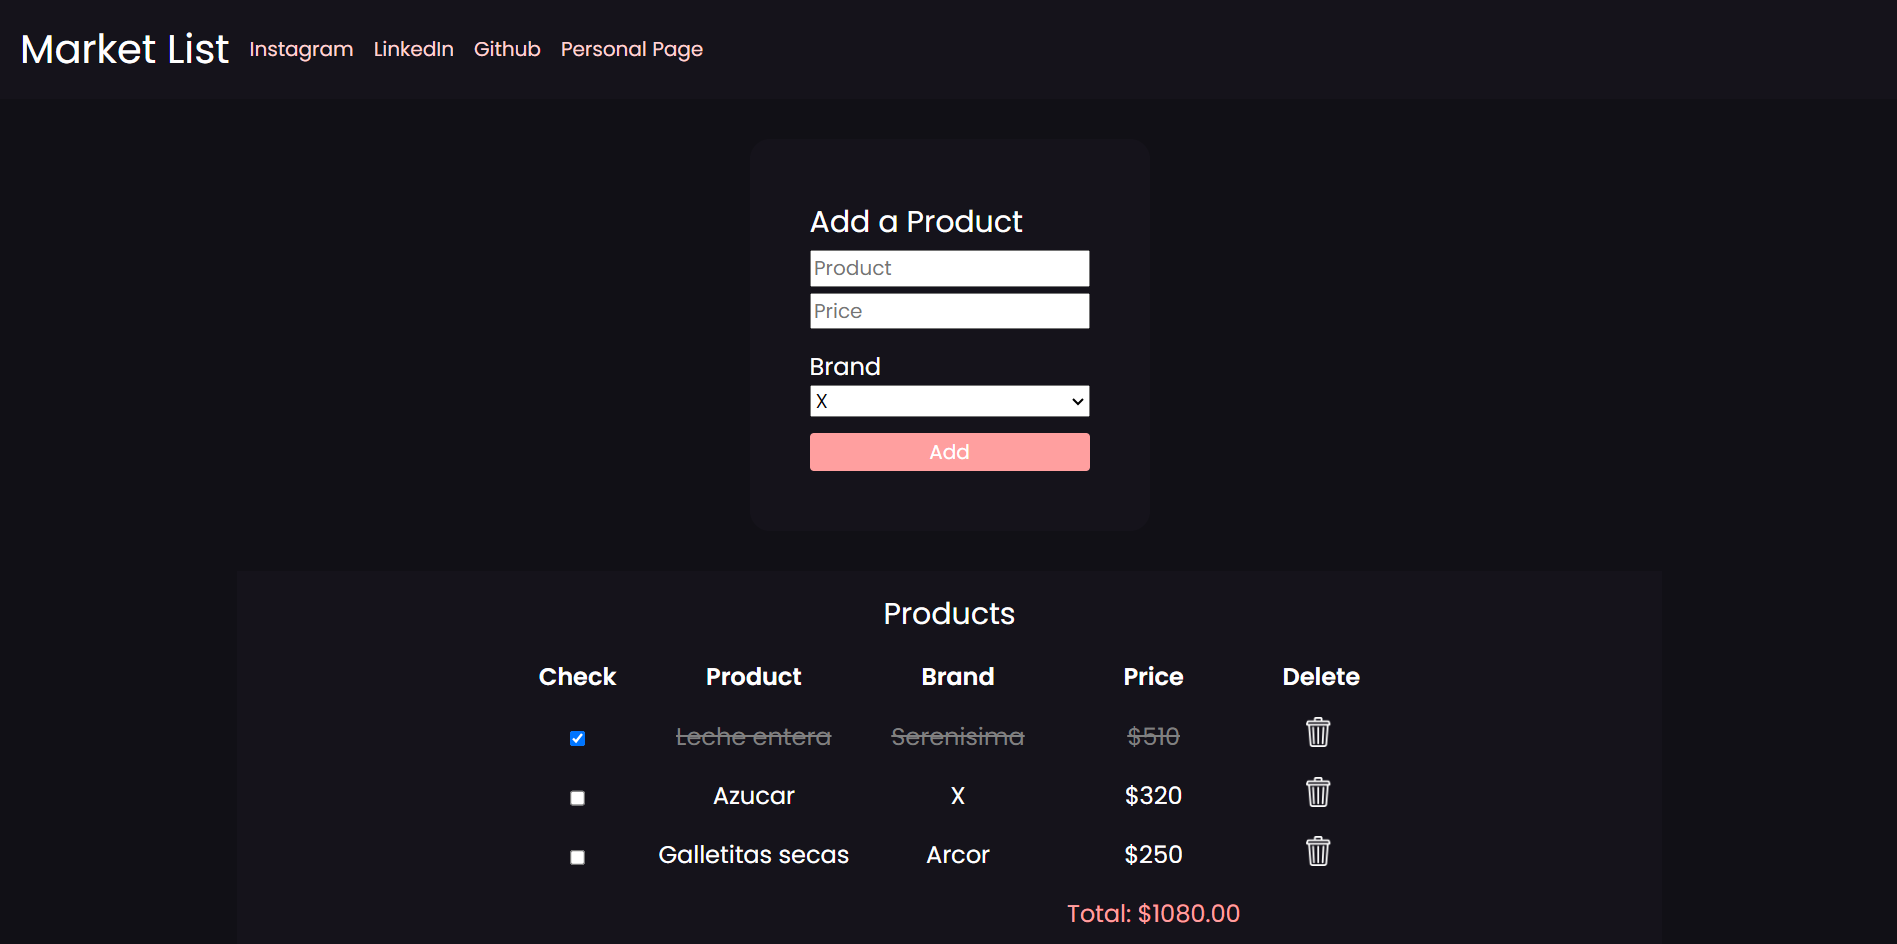 Market List Instagram LinkedIn Github Personal Page
Add a Product
Product
Price
Brand
X
Add
Products
Check Product Brand Price Delete
Leche entera Serenisima $510
Azucar X $320
Galletitas secas Arcor $250
Total: $1080.00